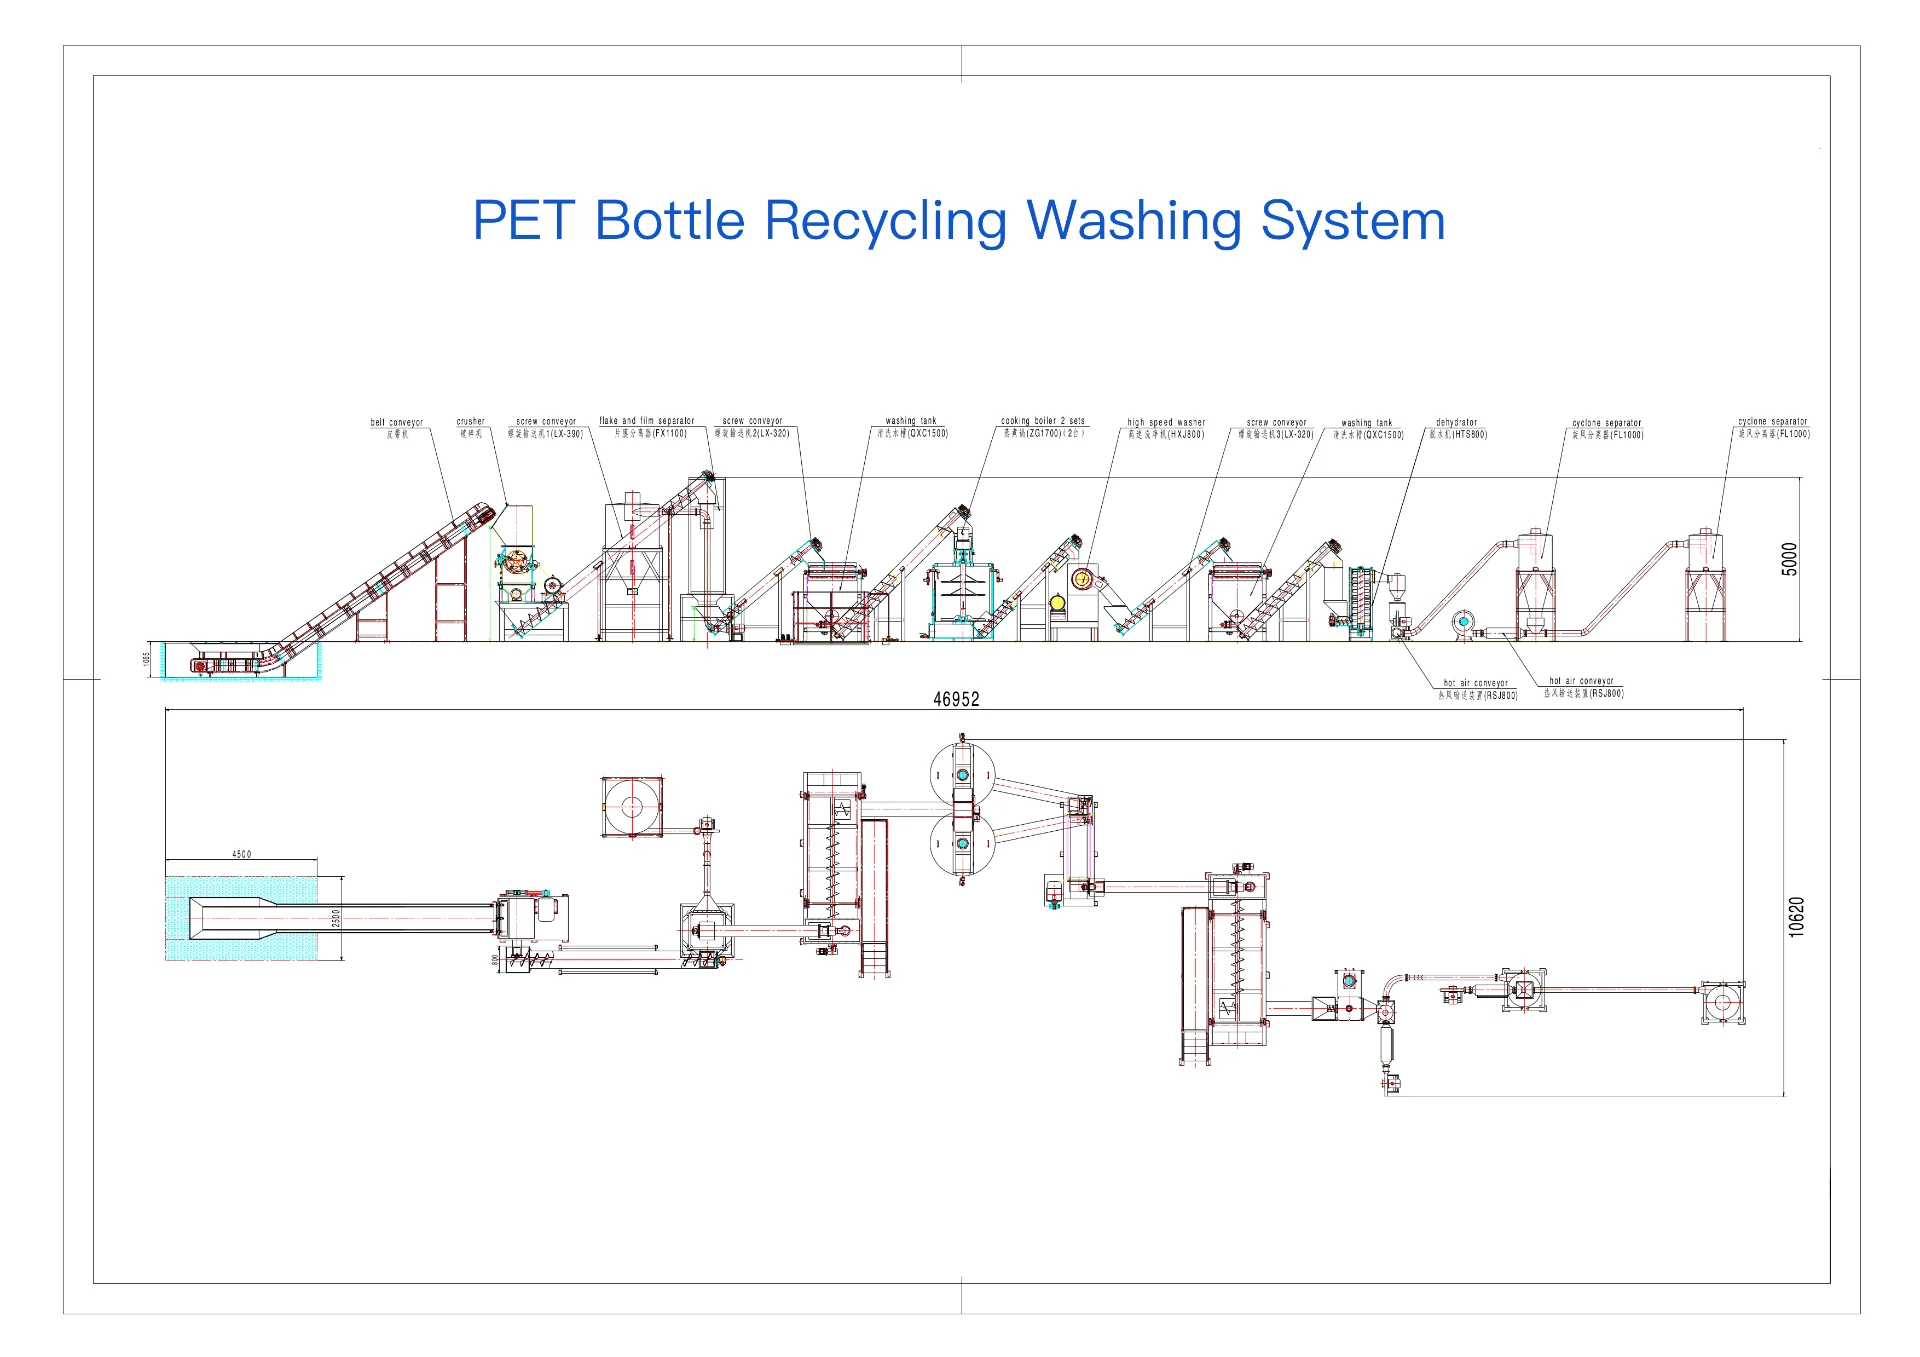 PET Bottle Recycling Washing System
belt conveyor
皮带机
crusher
破碎机
screw conveyor
螺旋输送机1(LX-390)
flake and film separator
片膜分离器(FX1100)
screw conveyor
螺旋输送机2(LX-320)
washing tank
清洗水槽(QXC1500)
cooking boiler 2 sets
蒸煮锅(ZG1700)(2台)
high speed washer
高速洗净机(HXJ800)
screw conveyor
螺旋输送机3(LX-320)
washing tank
清洗水槽(QXC1500)
dehydrator
脱水机(HTS800)
cyclone separator
旋风分离器(FL1000)
cyclone separator
旋风分离器(FL1000)
5000
1085
hot air conveyor
热风输送装置(RSJ800)
hot air conveyor
热风输送装置(RSJ800)
46952
4500
2500
800
10620